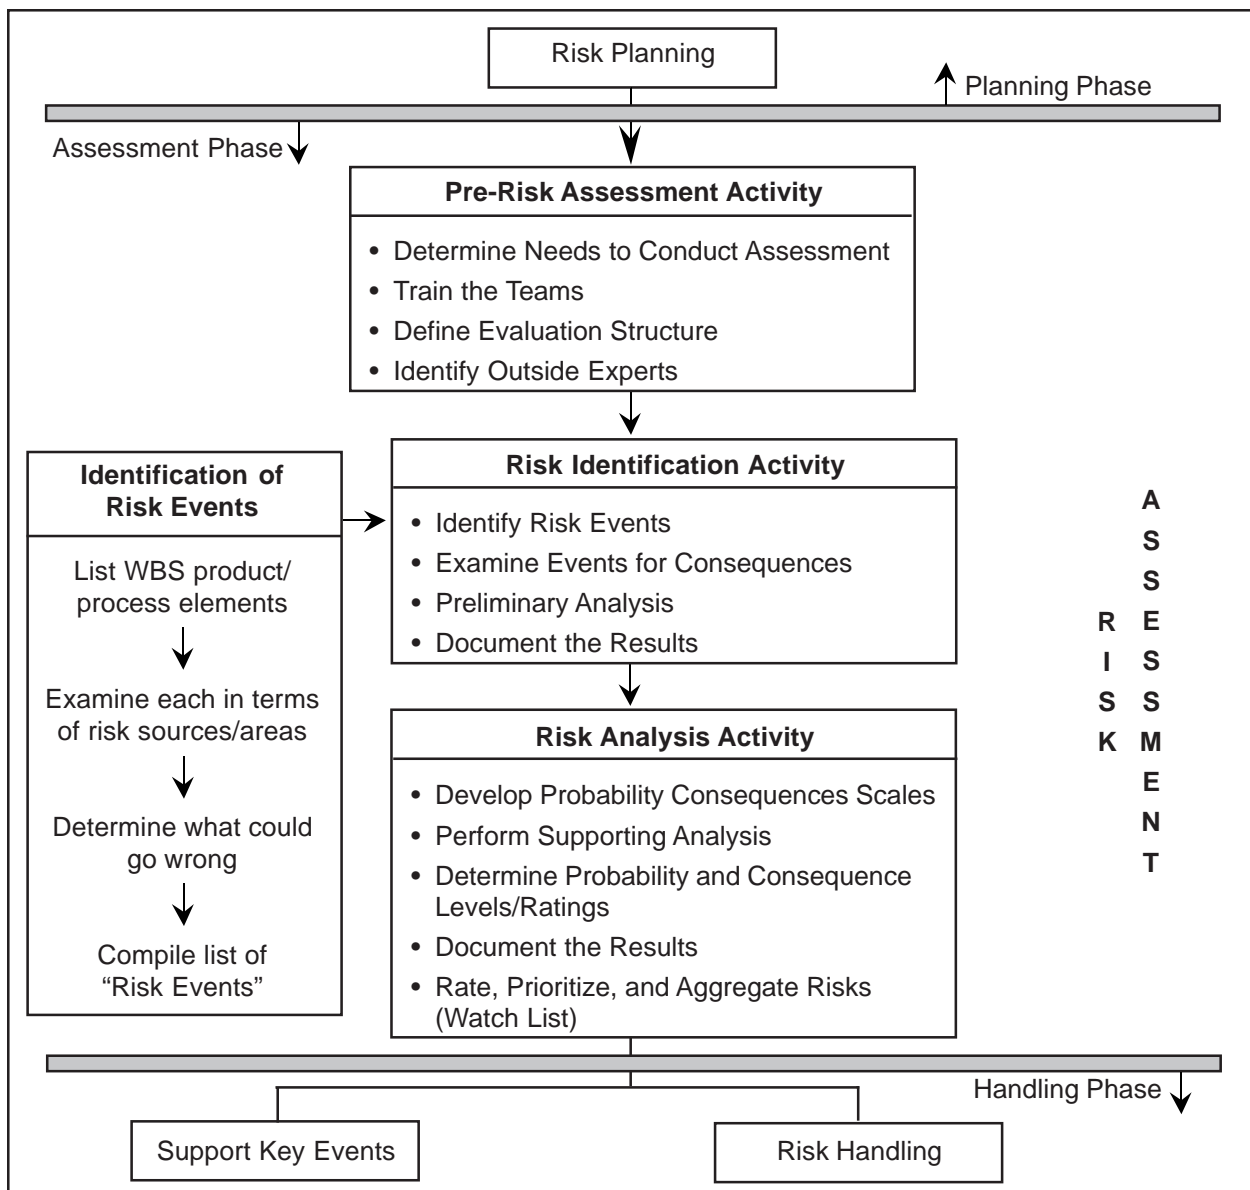 Risk Planning
Planning Phase
Assessment Phase
Pre-Risk Assessment Activity
• Determine Needs to Conduct Assessment
• Train the Teams
• Define Evaluation Structure
• Identify Outside Experts
Identification of
Risk Events
List WBS product/
process elements
Examine each in terms
of risk sources/areas
Determine what could
go wrong
Compile list of
“Risk Events”
Risk Identification Activity
• Identify Risk Events
• Examine Events for Consequences
• Preliminary Analysis
• Document the Results
Risk Analysis Activity
• Develop Probability Consequences Scales
• Perform Supporting Analysis
• Determine Probability and Consequence
Levels/Ratings
• Document the Results
• Rate, Prioritize, and Aggregate Risks
(Watch List)
RISK
ASSESSMENT
Handling Phase
Support Key Events
Risk Handling